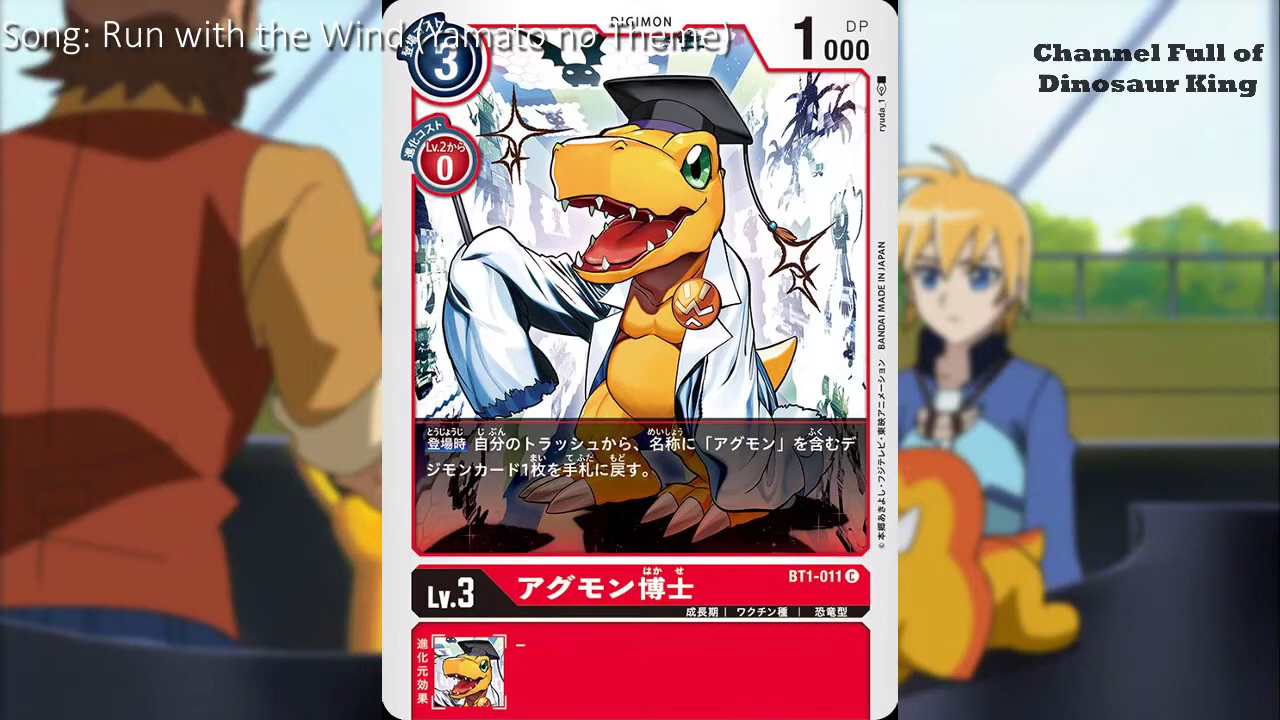 Song: Run with the Wind (Yamato no Theme)
Channel Full of
Dinosaur King
DIGIMON
3
1000
DP
進化コスト
Lv.2から
0
ryuda_1
登場時 自分のトラッシュから、名称に「アグモン」を含むデ
ジモンカード1枚を手札に戻す。
©本郷あきよし・フジテレビ・東映アニメーション BANDAI MADE IN JAPAN
Lv.3
アグモン博士
はかせ
BT1-011 C
成長期 | ワクチン種 | 恐竜型
進化元効果
-